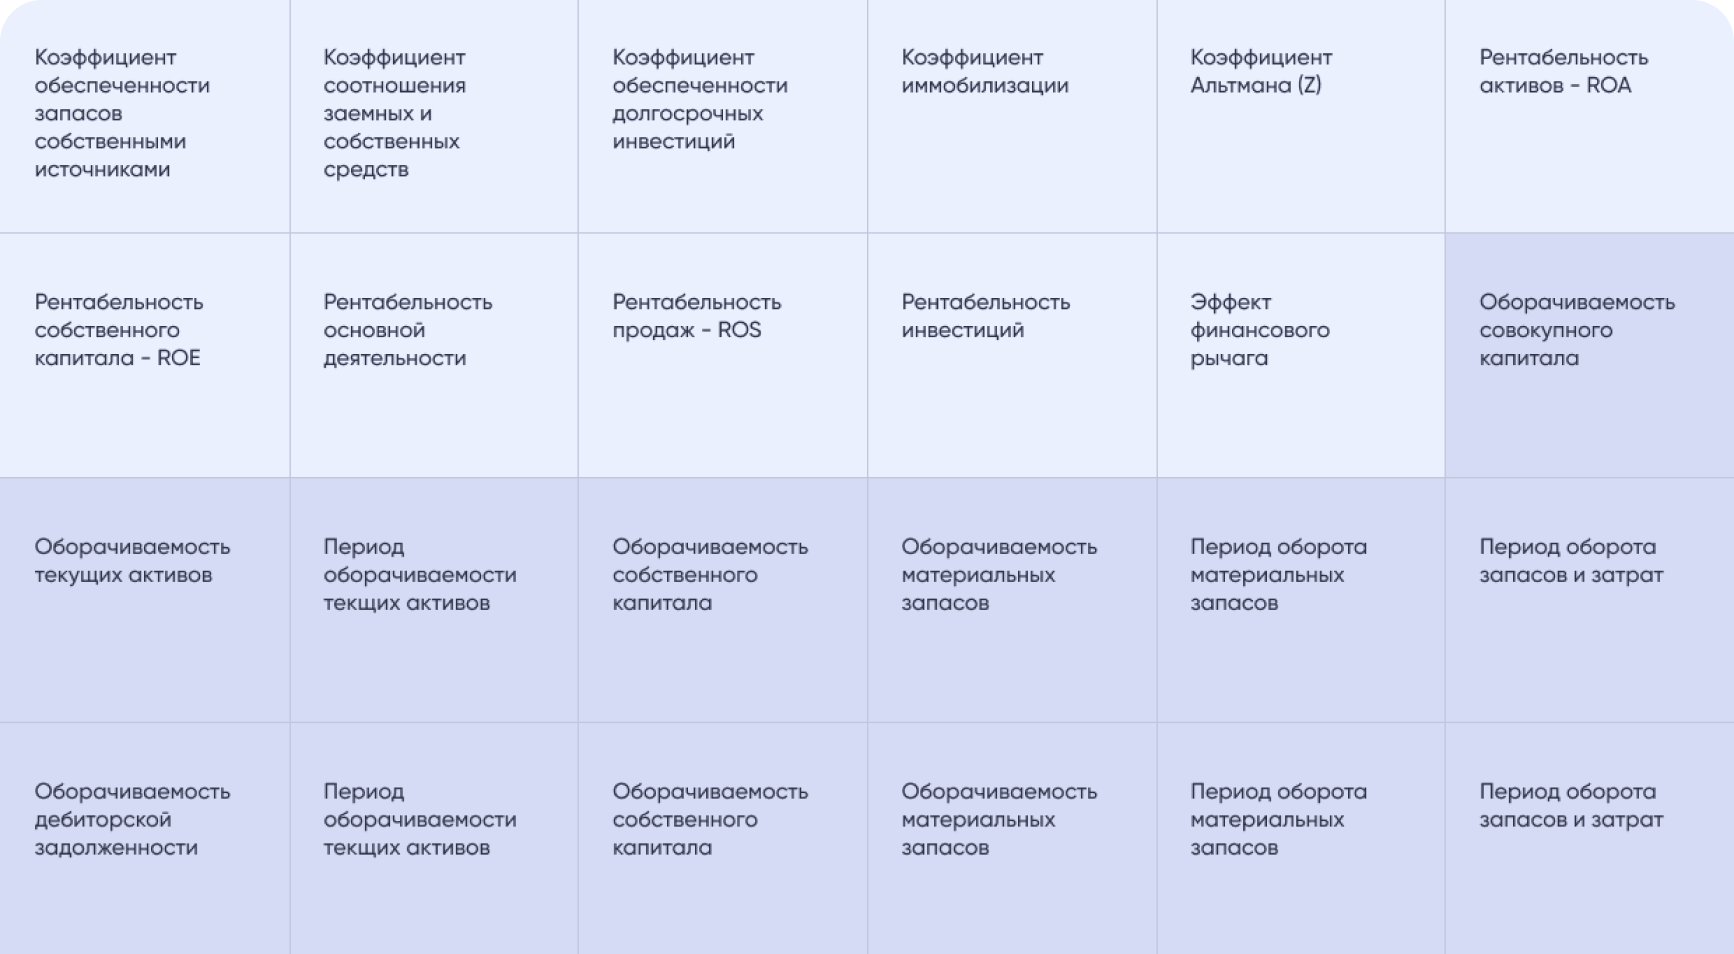 Коэффициент
обеспеченности
запасов
собственными
источниками
Коэффициент
соотношения
заемных и
собственных
средств
Коэффициент
обеспеченности
долгосрочных
инвестиций
Коэффициент
иммобилизации
Коэффициент
Альтмана (Z)
Рентабельность
активов - ROA
Рентабельность
собственного
капитала - ROE
Рентабельность
основной
деятельности
Рентабельность
продаж - ROS
Рентабельность
инвестиций
Эффект
финансового
рычага
Оборачиваемость
совокупного
капитала
Оборачиваемость
текущих активов
Период
оборачиваемости
текщих активов
Оборачиваемость
собственного
капитала
Оборачиваемость
материальных
запасов
Период оборота
материальных
запасов
Период оборота
запасов и затрат
Оборачиваемость
дебиторской
задолженности
Период
оборачиваемости
текщих активов
Оборачиваемость
собственного
капитала
Оборачиваемость
материальных
запасов
Период оборота
материальных
запасов
Период оборота
запасов и затрат